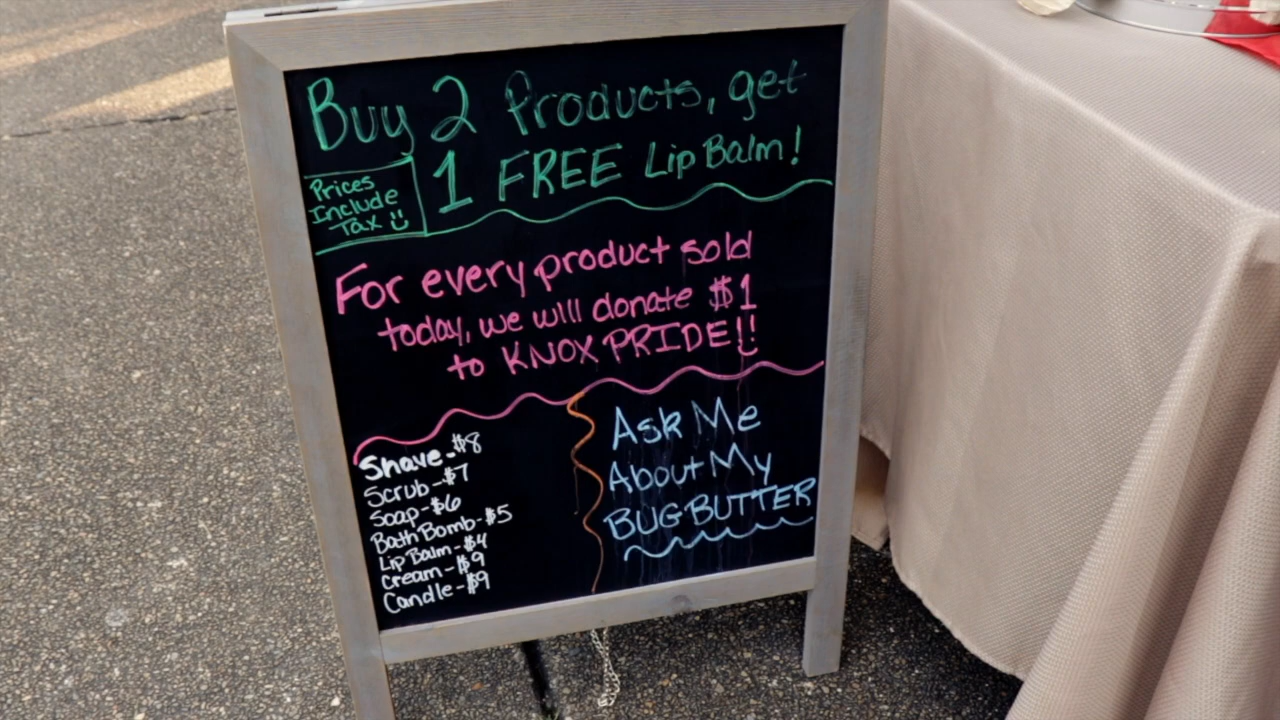 Buy 2 Products, get
1 FREE Lip Balm!
Prices
Include
Tax
For every product sold
today, we will donate $1
to KNOX PRIDE!!
Shave-$8
Scrub-$7
Soap-$6
Bath Bomb-$5
Lip Balm-$4
Cream-$9
Candle-$9
Ask Me
About My
BUG BUTTER